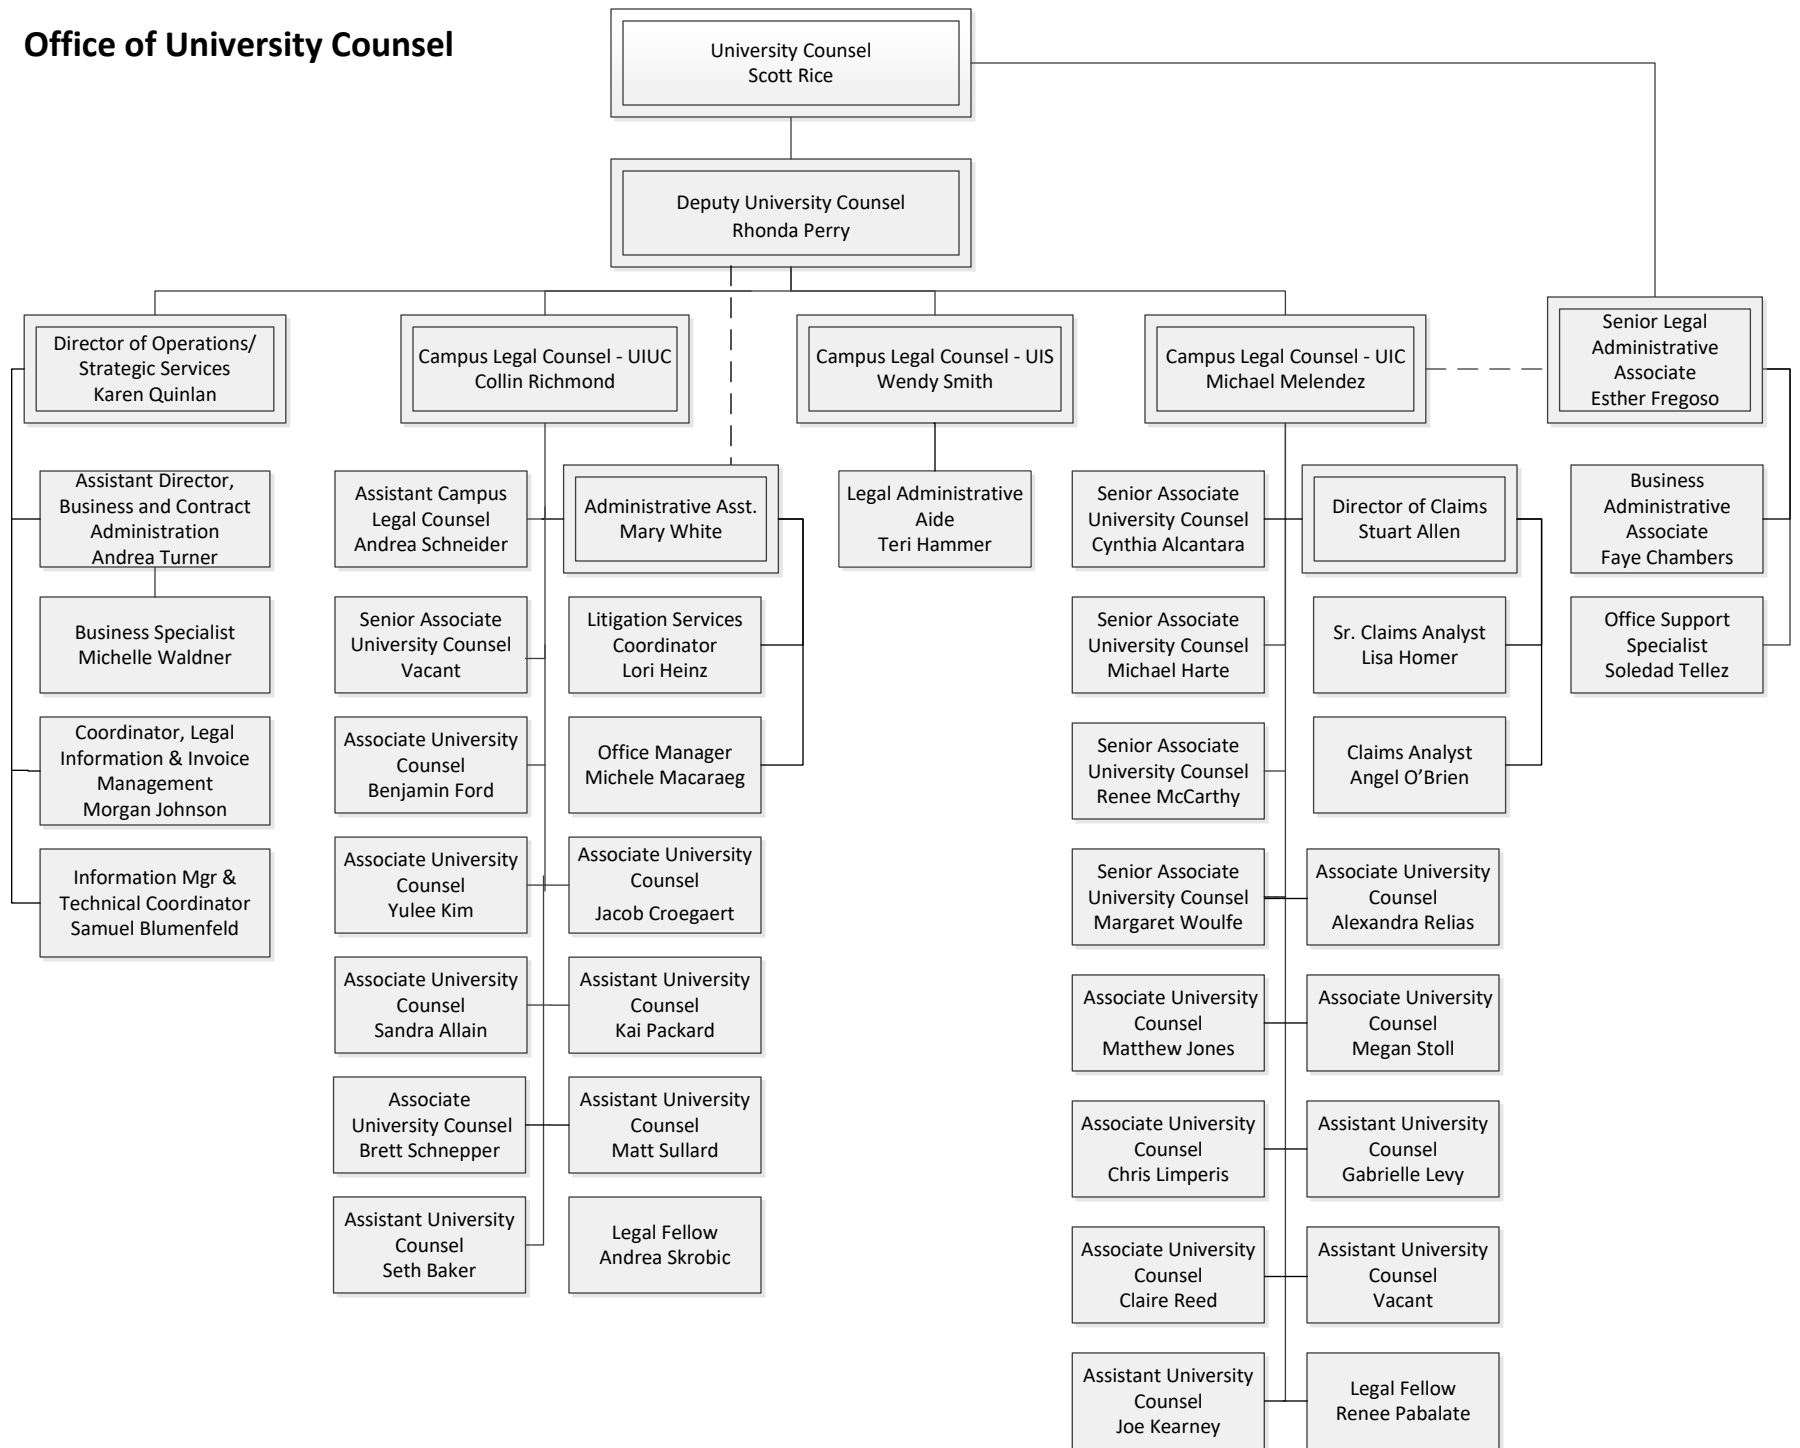 Office of University Counsel
University Counsel
Scott Rice
Deputy University Counsel
Rhonda Perry
Director of Operations/
Strategic Services
Karen Quinlan
Campus Legal Counsel - UIUC
Collin Richmond
Campus Legal Counsel - UIS
Wendy Smith
Campus Legal Counsel - UIC
Michael Melendez
Senior Legal
Administrative
Associate
Esther Fregoso
Assistant Director,
Business and Contract
Administration
Andrea Turner
Business Specialist
Michelle Waldner
Coordinator, Legal
Information & Invoice
Management
Morgan Johnson
Information Mgr &
Technical Coordinator
Samuel Blumenfeld
Assistant Campus
Legal Counsel
Andrea Schneider
Administrative Asst.
Mary White
Senior Associate
University Counsel
Vacant
Litigation Services
Coordinator
Lori Heinz
Associate University
Counsel
Benjamin Ford
Office Manager
Michele Macaraeg
Associate University
Counsel
Yulee Kim
Associate University
Counsel
Jacob Croegaert
Associate University
Counsel
Sandra Allain
Assistant University
Counsel
Kai Packard
Associate
University Counsel
Brett Schnepper
Assistant University
Counsel
Matt Sullard
Assistant University
Counsel
Seth Baker
Legal Fellow
Andrea Skrobic
Legal Administrative
Aide
Teri Hammer
Senior Associate
University Counsel
Cynthia Alcantara
Director of Claims
Stuart Allen
Senior Associate
University Counsel
Michael Harte
Sr. Claims Analyst
Lisa Homer
Senior Associate
University Counsel
Renee McCarthy
Claims Analyst
Angel O’Brien
Senior Associate
University Counsel
Margaret Woulfe
Associate University
Counsel
Alexandra Relias
Associate University
Counsel
Matthew Jones
Associate University
Counsel
Megan Stoll
Associate University
Counsel
Chris Limperis
Assistant University
Counsel
Gabrielle Levy
Associate University
Counsel
Claire Reed
Assistant University
Counsel
Vacant
Assistant University
Counsel
Joe Kearney
Legal Fellow
Renee Pabalate
Business
Administrative
Associate
Faye Chambers
Office Support
Specialist
Soledad Tellez